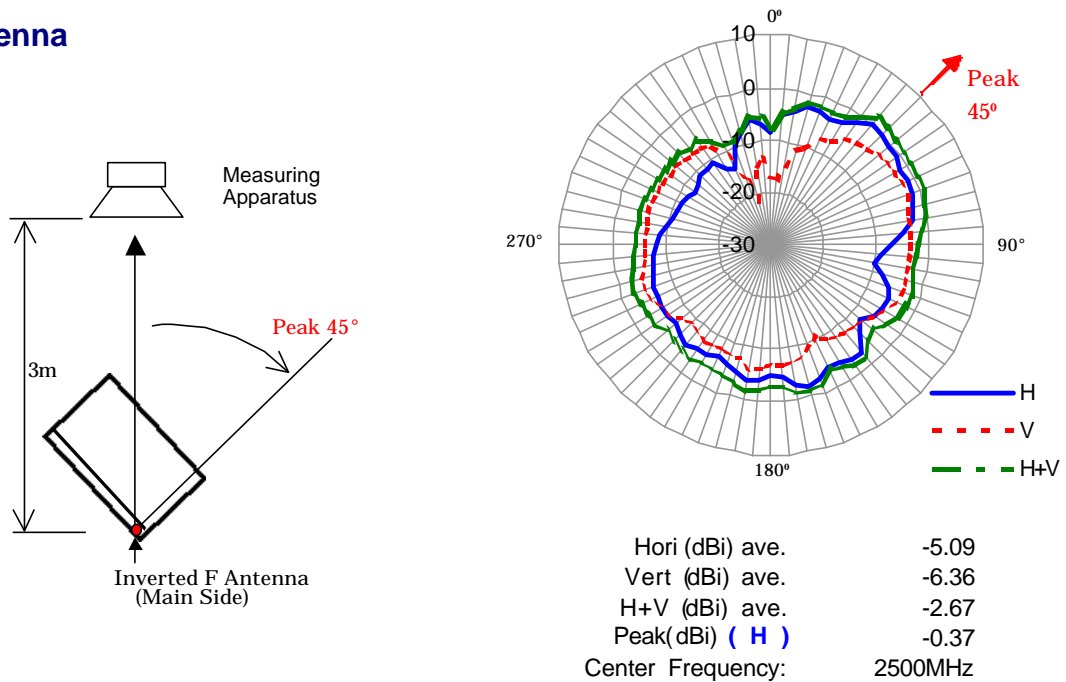 enna
Measuring
Apparatus
Peak 45°
3m
Inverted F Antenna
(Main Side)
0°
10
0
-10
-20
-30
Peak
45°
270°
90°
180°
H
V
H+V
Hori (dBi) ave. -5.09
Vert (dBi) ave. -6.36
H+V (dBi) ave. -2.67
Peak(dBi) ( H ) -0.37
Center Frequency: 2500MHz